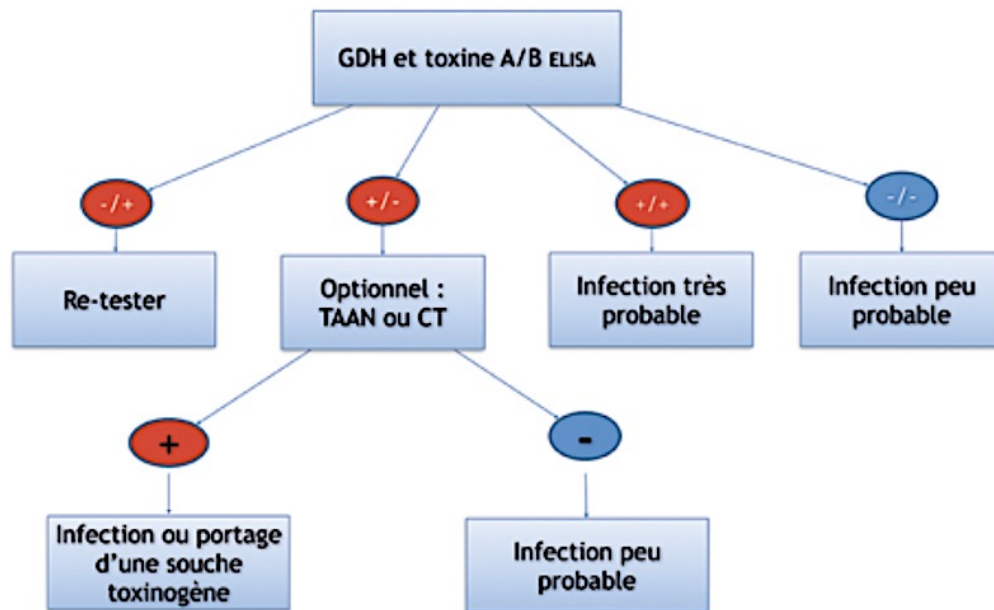 GDH et toxine A/B ELISA
-/+
+/-
+/+
-/-
Re-tester
Optionnel :
TAAN ou CT
Infection très
probable
Infection peu
probable
+
-
Infection ou portage
d'une souche
toxinogène
Infection peu
probable